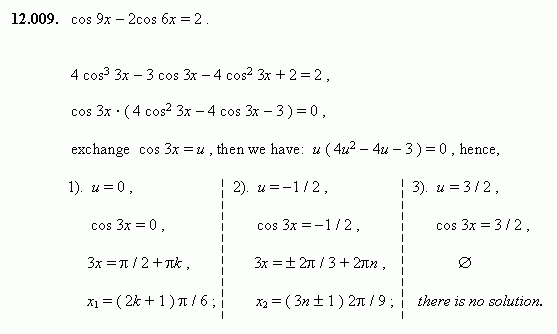 12.009. cos 9x − 2cos 6x = 2 .
4 cos³ 3x − 3 cos 3x − 4 cos² 3x + 2 = 2 ,
cos 3x · ( 4 cos² 3x − 4 cos 3x − 3 ) = 0 ,
exchange cos 3x = u , then we have: u ( 4u² − 4u − 3 ) = 0 , hence,
1). u = 0 , 2). u = −1 / 2 , 3). u = 3 / 2 ,
cos 3x = 0 , cos 3x = −1 / 2 , cos 3x = 3 / 2 ,
3x = π / 2 + πk , 3x = ± 2π / 3 + 2πn , ∅
x₁ = ( 2k + 1 ) π / 6 ; x₂ = ( 3n ± 1 ) 2π / 9 ; there is no solution.